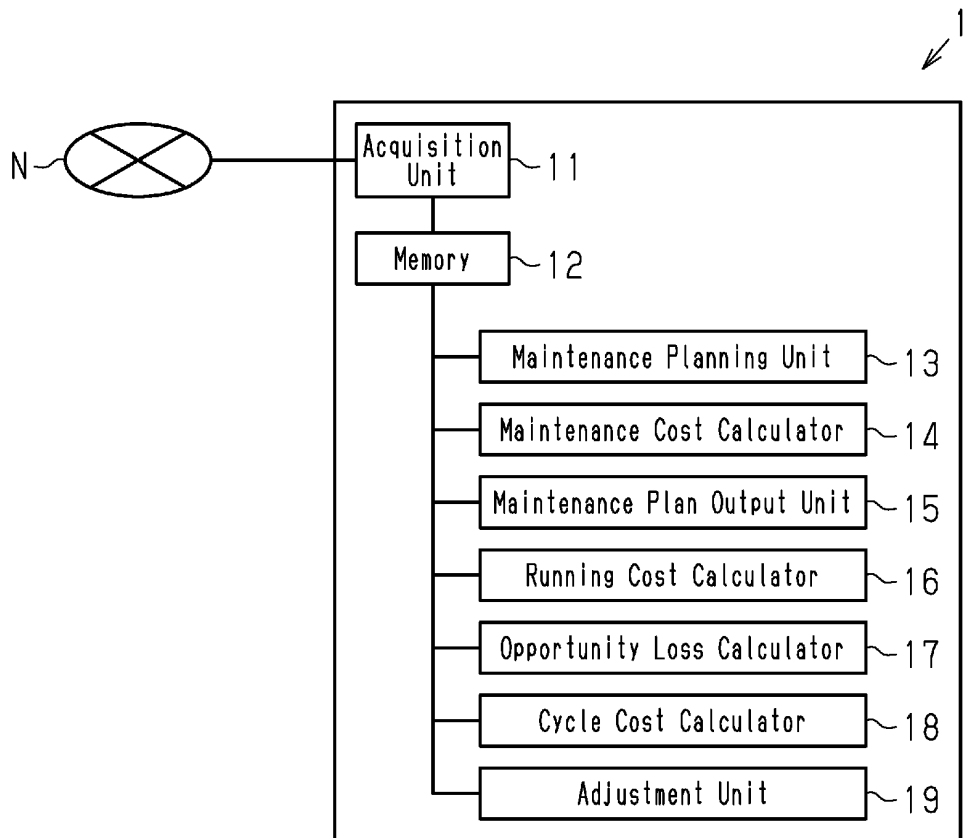 1
N
Acquisition
Unit
11
Memory
12
Maintenance Planning Unit
13
Maintenance Cost Calculator
14
Maintenance Plan Output Unit
15
Running Cost Calculator
16
Opportunity Loss Calculator
17
Cycle Cost Calculator
18
Adjustment Unit
19